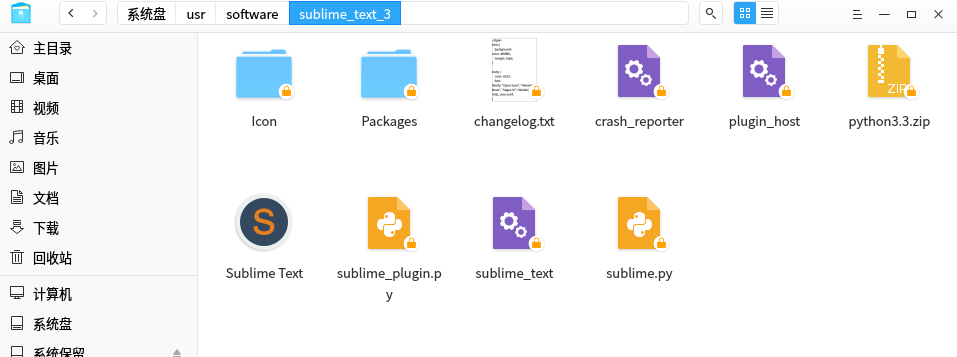 系统盘 usr software sublime_text_3
主目录
桌面
视频
音乐
图片
文档
下载
回收站
计算机
系统盘
系统保留
Icon Packages changelog.txt crash_reporter plugin_host python3.3.zip
ZIP
S
Sublime Text sublime_plugin.p
y sublime_text sublime.py